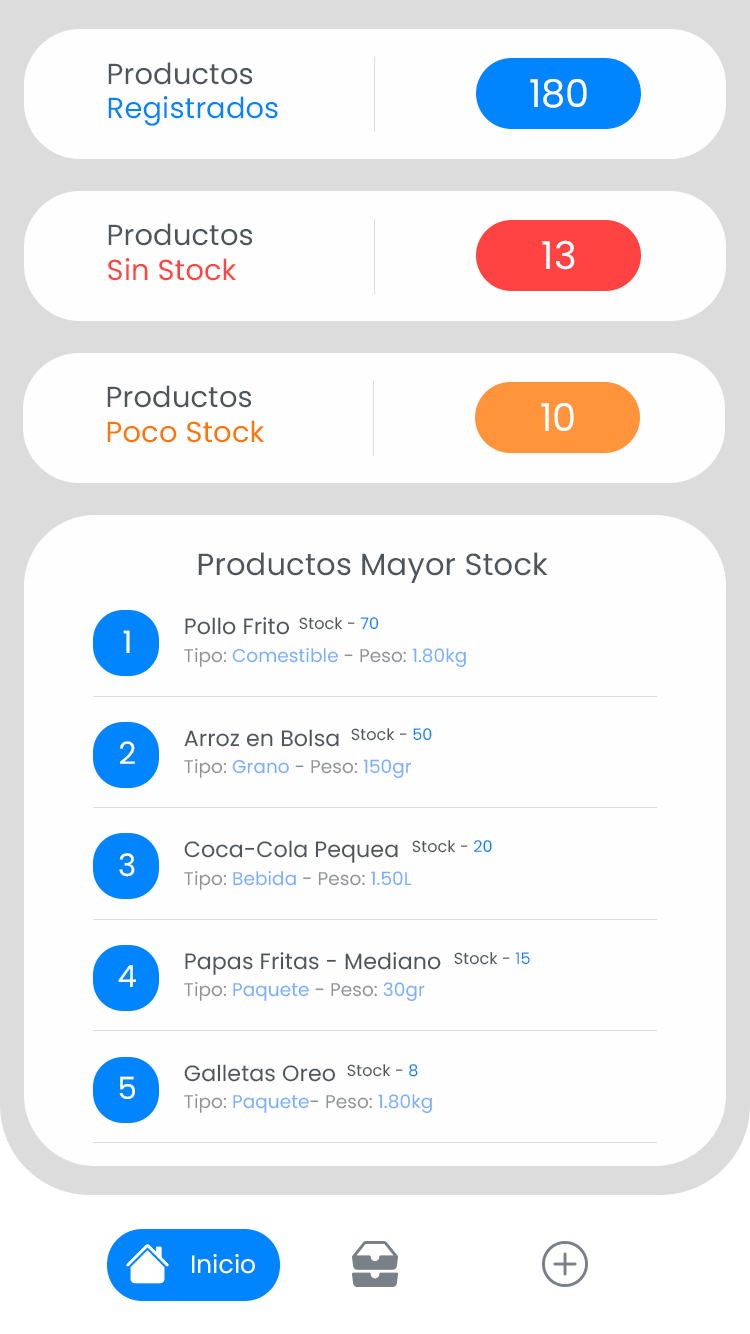 Productos
Registrados
180
Productos
Sin Stock
13
Productos
Poco Stock
10
Productos Mayor Stock
1
Pollo Frito Stock - 70
Tipo: Comestible - Peso: 1.80kg
2
Arroz en Bolsa Stock - 50
Tipo: Grano - Peso: 150gr
3
Coca-Cola Pequea Stock - 20
Tipo: Bebida - Peso: 1.50L
4
Papas Fritas - Mediano Stock - 15
Tipo: Paquete - Peso: 30gr
5
Galletas Oreo Stock - 8
Tipo: Paquete- Peso: 1.80kg
Inicio